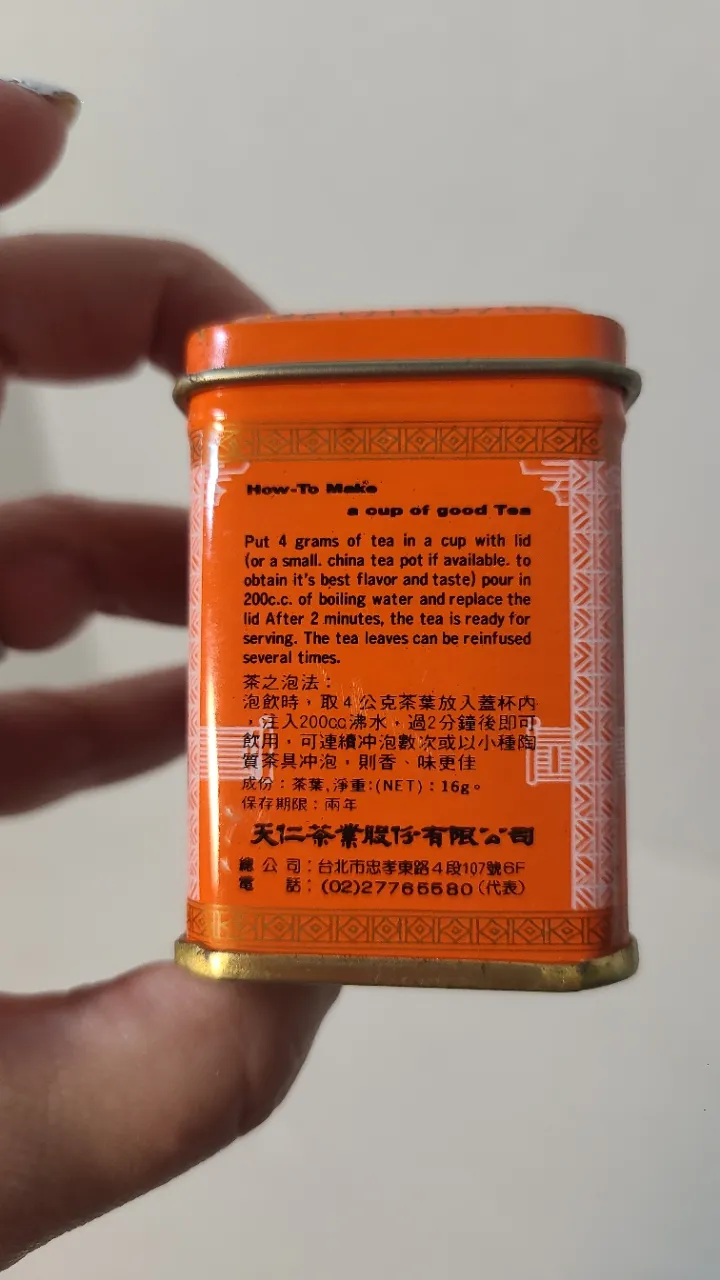 How-To Make
a cup of good Tea
Put 4 grams of tea in a cup with lid
(or a small. china tea pot if available. to
obtain it's best flavor and taste) pour in
200c.c. of boiling water and replace the
lid After 2 minutes, the tea is ready for
serving. The tea leaves can be reinfused
several times.
茶之泡法：
泡飲時，取4公克茶葉放入蓋杯內
，注入200cc沸水，過2分鐘後即可
飲用，可連續冲泡數次或以小種陶
質茶具冲泡，則香、味更佳
成份：茶葉,淨重:(NET)：16g。
保存期限：兩年
天仁茶業股份有限公司
總公司：台北市忠孝東路4段107號6F
電話：(02)27765580(代表)